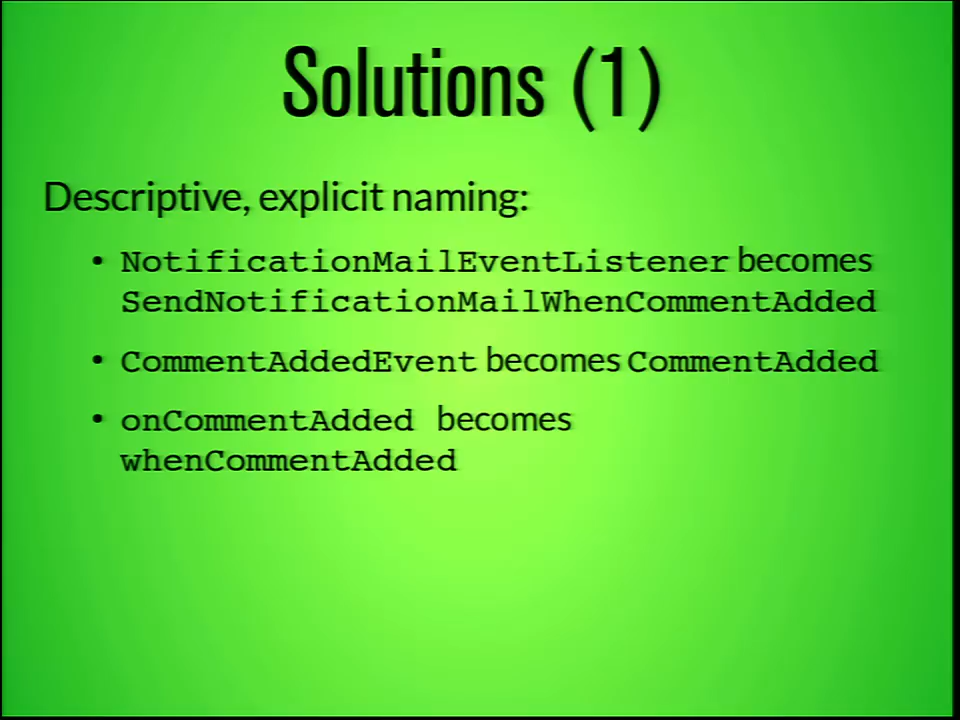 Solutions (1)
Descriptive, explicit naming:
• NotificationMailEventListener becomes
SendNotificationMailWhenCommentAdded
• CommentAddedEvent becomes CommentAdded
• onCommentAdded becomes
whenCommentAdded